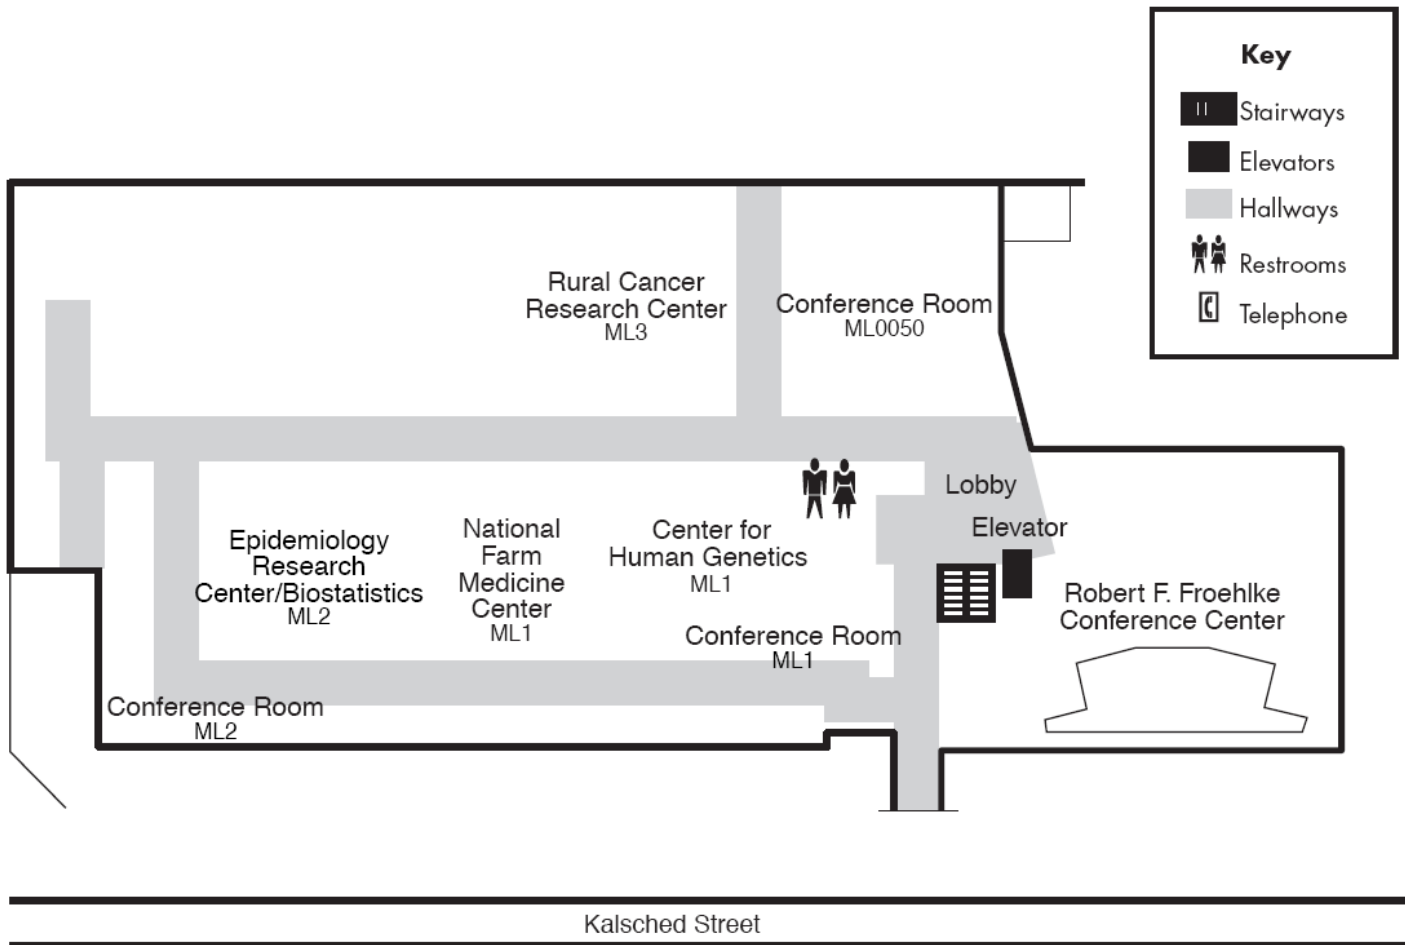 Key
Stairways
Elevators
Hallways
Restrooms
Telephone
Rural Cancer
Research Center
ML3
Conference Room
ML0050
Lobby
Elevator
Epidemiology
Research
Center/Biostatistics
ML2
National
Farm
Medicine
Center
ML1
Center for
Human Genetics
ML1
Conference Room
ML1
Robert F. Froehlke
Conference Center
Conference Room
ML2
Kalsched Street